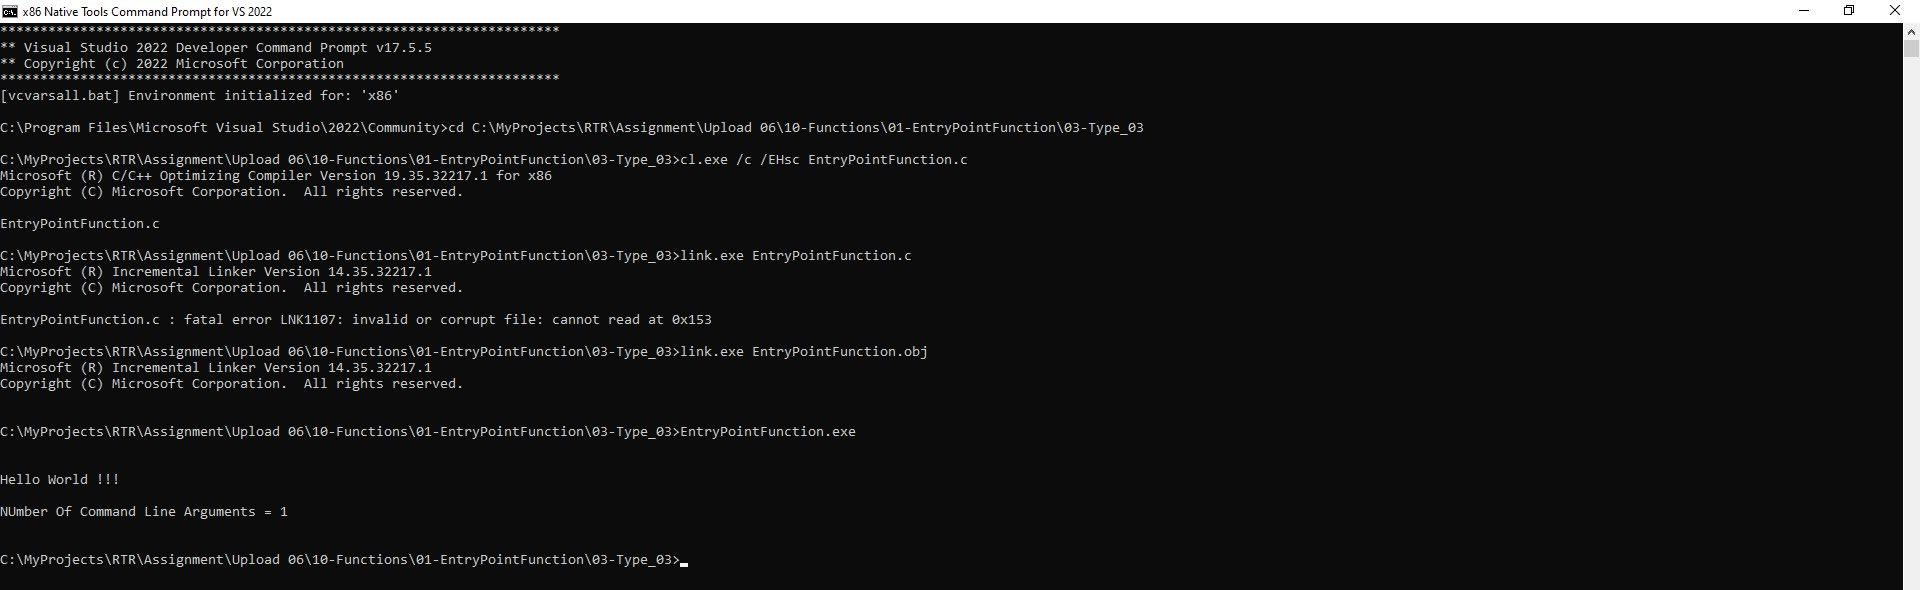 x86 Native Tools Command Prompt for VS 2022
**********************************************************************
** Visual Studio 2022 Developer Command Prompt v17.5.5
** Copyright (c) 2022 Microsoft Corporation
**********************************************************************
[vcvarsall.bat] Environment initialized for: 'x86'
C:\Program Files\Microsoft Visual Studio\2022\Community>cd C:\MyProjects\RTR\Assignment\Upload 06\10-Functions\01-EntryPointFunction\03-Type_03
C:\MyProjects\RTR\Assignment\Upload 06\10-Functions\01-EntryPointFunction\03-Type_03>cl.exe /c /EHsc EntryPointFunction.c
Microsoft (R) C/C++ Optimizing Compiler Version 19.35.32217.1 for x86
Copyright (C) Microsoft Corporation.  All rights reserved.
EntryPointFunction.c
C:\MyProjects\RTR\Assignment\Upload 06\10-Functions\01-EntryPointFunction\03-Type_03>link.exe EntryPointFunction.c
Microsoft (R) Incremental Linker Version 14.35.32217.1
Copyright (C) Microsoft Corporation.  All rights reserved.
EntryPointFunction.c : fatal error LNK1107: invalid or corrupt file: cannot read at 0x153
C:\MyProjects\RTR\Assignment\Upload 06\10-Functions\01-EntryPointFunction\03-Type_03>link.exe EntryPointFunction.obj
Microsoft (R) Incremental Linker Version 14.35.32217.1
Copyright (C) Microsoft Corporation.  All rights reserved.
C:\MyProjects\RTR\Assignment\Upload 06\10-Functions\01-EntryPointFunction\03-Type_03>EntryPointFunction.exe
Hello World !!!
NUmber Of Command Line Arguments = 1
C:\MyProjects\RTR\Assignment\Upload 06\10-Functions\01-EntryPointFunction\03-Type_03>